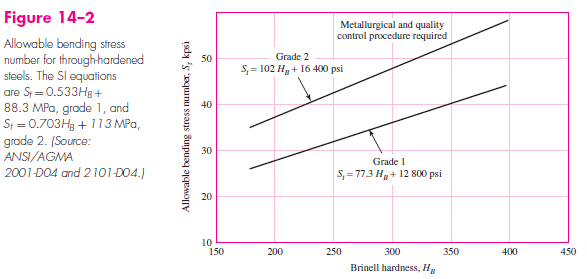 Figure 14–2
Allowable bending stress
number for through-hardened
steels. The SI equations
are St = 0.533HB +
88.3 MPa, grade 1, and
St = 0.703HB + 113 MPa,
grade 2. (Source:
ANSI/AGMA
2001-D04 and 2101-D04.)
Allowable bending stress number, St kpsi
Metallurgical and quality
control procedure required
Grade 2
St = 102 HB + 16 400 psi
Grade 1
St = 77.3 HB + 12 800 psi
50
40
30
20
10
150
200
250
300
350
400
450
Brinell hardness, HB